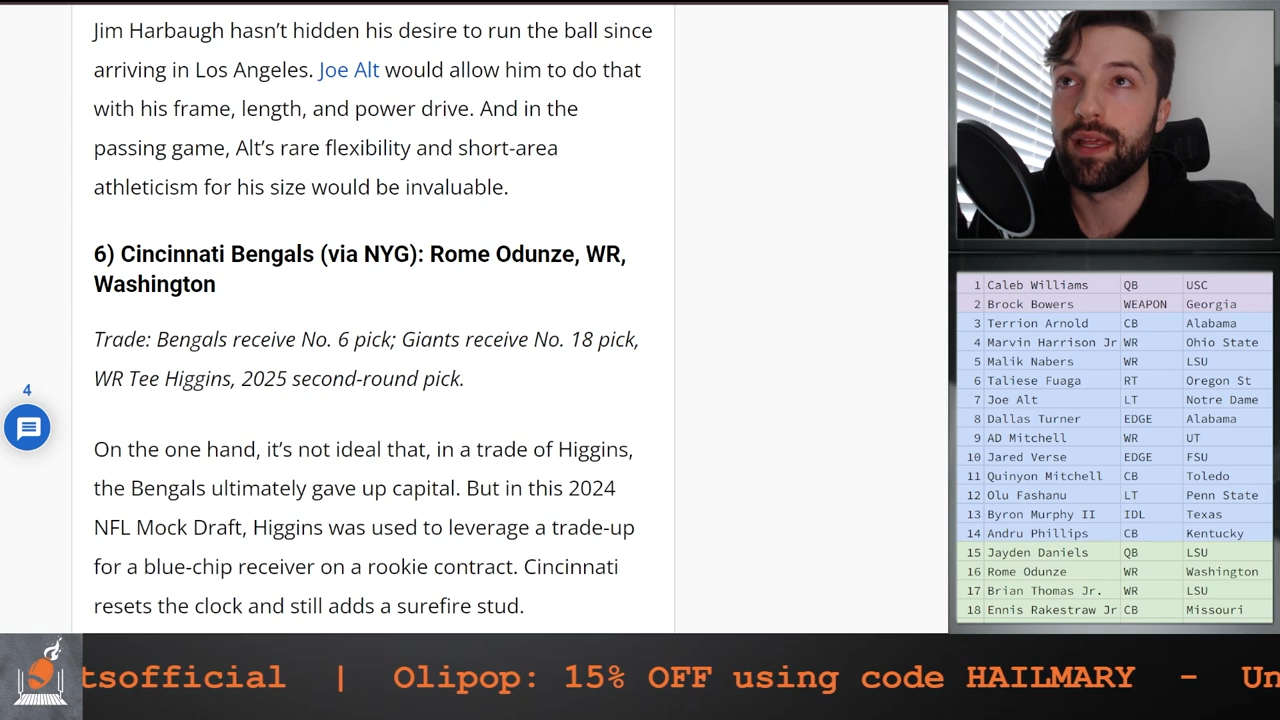 Jim Harbaugh hasn’t hidden his desire to run the ball since
arriving in Los Angeles. Joe Alt would allow him to do that
with his frame, length, and power drive. And in the
passing game, Alt’s rare flexibility and short-area
athleticism for his size would be invaluable.
6) Cincinnati Bengals (via NYG): Rome Odunze, WR,
Washington
Trade: Bengals receive No. 6 pick; Giants receive No. 18 pick,
WR Tee Higgins, 2025 second-round pick.
4
On the one hand, it’s not ideal that, in a trade of Higgins,
the Bengals ultimately gave up capital. But in this 2024
NFL Mock Draft, Higgins was used to leverage a trade-up
for a blue-chip receiver on a rookie contract. Cincinnati
resets the clock and still adds a surefire stud.
1 Caleb Williams QB USC
2 Brock Bowers WEAPON Georgia
3 Terrion Arnold CB Alabama
4 Marvin Harrison Jr WR Ohio State
5 Malik Nabers WR LSU
6 Taliese Fuaga RT Oregon St
7 Joe Alt LT Notre Dame
8 Dallas Turner EDGE Alabama
9 AD Mitchell WR UT
10 Jared Verse EDGE FSU
11 Quinyon Mitchell CB Toledo
12 Olu Fashanu LT Penn State
13 Byron Murphy II IDL Texas
14 Andru Phillips CB Kentucky
15 Jayden Daniels QB LSU
16 Rome Odunze WR Washington
17 Brian Thomas Jr. WR LSU
18 Ennis Rakestraw Jr CB Missouri
tsofficial | Olipop: 15% OFF using code HAILMARY - Un